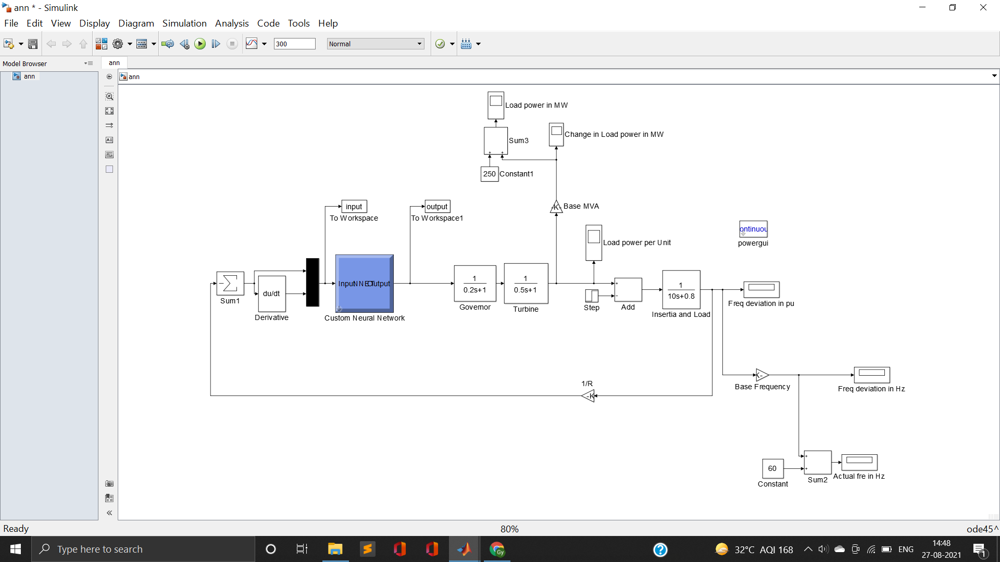 ann * - Simulink
File Edit View Display Diagram Simulation Analysis Code Tools Help
300
Normal
Model Browser
ann
ann
ann
Load power in MW
Sum3
Change in Load power in MW
250
Constant1
-K-
Base MVA
input
To Workspace
output
To Workspace1
Load power per Unit
ontinuou
powergui
Sum1
du/dt
Derivative
Input
NNET
Output
Custom Neural Network
1
0.2s+1
Governor
1
0.5s+1
Turbine
Step
Add
1
10s+0.8
Insertia and Load
Freq deviation in pu
1/R
-K
K-
Base Frequency
Freq deviation in Hz
60
Constant
Sum2
Actual fre in Hz
Ready
80%
ode45
Type here to search
32°C AQI 168
ENG
14:48
27-08-2021
1